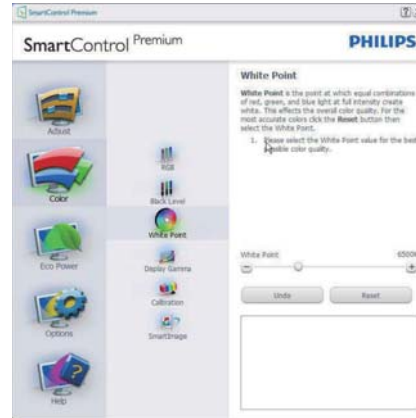 SmartControl Premium
SmartControl Premium
PHILIPS
Adjust
Color
Eco Power
Options
Help
RGB
Black Level
White Point
Display Gamma
Calibration
SmartImage
White Point
White Point is the point at which equal combinations
of red, green, and blue light at full intensity create
white. This effects the overall color quality. For the
most accurate colors click the Reset button then
select the White Point.
1. Please select the White Point value for the best
color quality.
White Point
Undo
Reset